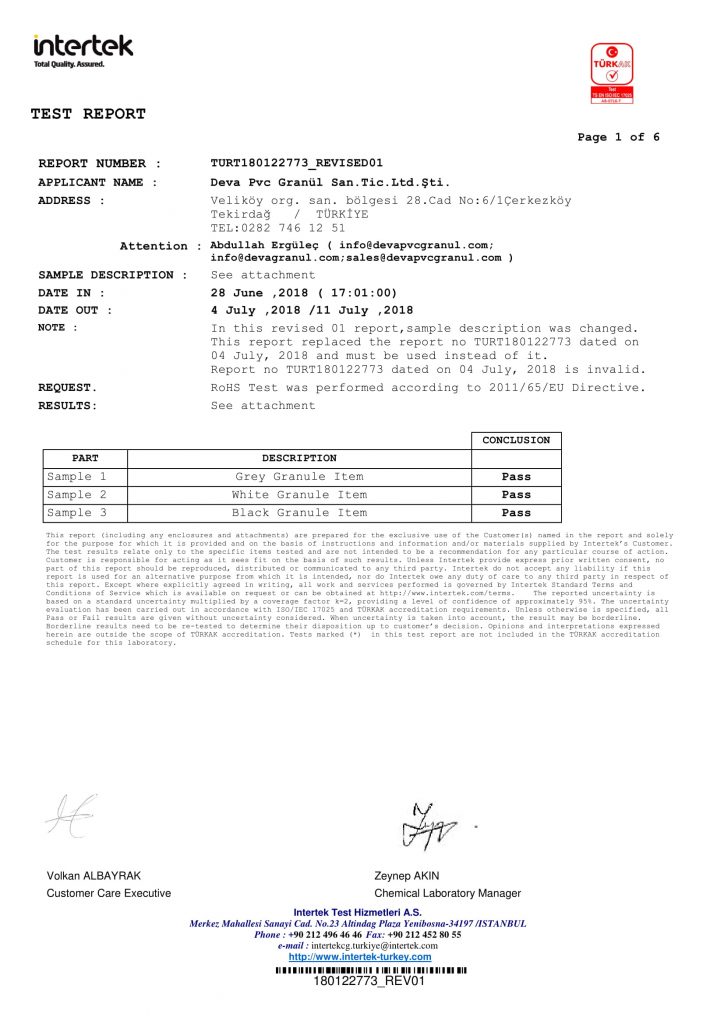 intertek
Total Quality. Assured.
TÜRKAK
Test
TS EN ISO/IEC 17025
TEST REPORT
Page 1 of 6
REPORT NUMBER : TURT180122773_REVISED01
APPLICANT NAME : Deva Pvc Granül San.Tic.Ltd.Şti.
ADDRESS : Veliköy org. san. bölgesi 28.Cad No:6/1Çerkezköy
Tekirdağ / TÜRKİYE
TEL:0282 746 12 51
Attention : Abdullah Ergüleç ( info@devapvcgranul.com;
info@devagranul.com;sales@devapvcgranul.com )
SAMPLE DESCRIPTION : See attachment
DATE IN : 28 June ,2018 ( 17:01:00)
DATE OUT : 4 July ,2018 /11 July ,2018
NOTE : In this revised 01 report,sample description was changed.
This report replaced the report no TURT180122773 dated on
04 July, 2018 and must be used instead of it.
Report no TURT180122773 dated on 04 July, 2018 is invalid.
REQUEST. RoHS Test was performed according to 2011/65/EU Directive.
RESULTS: See attachment
CONCLUSION
PART DESCRIPTION
Sample 1 Grey Granule Item Pass
Sample 2 White Granule Item Pass
Sample 3 Black Granule Item Pass
This report (including any enclosures and attachments) are prepared for the exclusive use of the Customer(s) named in the report and solely
for the purpose for which it is provided and on the basis of instructions and information and/or materials supplied by Intertek's Customer.
The test results relate only to the specific items tested and are not intended to be a recommendation for any particular course of action.
Customer is responsible for acting as it sees fit on the basis of such results. Unless Intertek provide express prior written consent, no
part of this report should be reproduced, distributed or communicated to any third party. Intertek do not accept any liability if this
report is used for an alternative purpose from which it is intended, nor do Intertek owe any duty of care to any third party in respect of
this report. Except where explicitly agreed in writing, all work and services performed is governed by Intertek Standard Terms and
Conditions of Service which is available on request or can be obtained at http://www.intertek.com/terms. The reported uncertainty is
based on a standard uncertainty multiplied by a coverage factor k=2, providing a level of confidence of approximately 95%. The uncertainty
evaluation has been carried out in accordance with ISO/IEC 17025 and TÜRKAK accreditation requirements. Unless otherwise is specified, all
Pass or Fail results are given without uncertainty considered. When uncertainty is taken into account, the result may be borderline.
Borderline results need to be re-tested to determine their disposition up to customer's decision. Opinions and interpretations expressed
herein are outside the scope of TÜRKAK accreditation. Tests marked (*) in this test report are not included in the TÜRKAK accreditation
schedule for this laboratory.
Volkan ALBAYRAK
Customer Care Executive
Zeynep AKIN
Chemical Laboratory Manager
Intertek Test Hizmetleri A.S.
Merkez Mahallesi Sanayi Cad. No.23 Altindag Plaza Yenibosna-34197 /ISTANBUL
Phone : +90 212 496 46 46 Fax: +90 212 452 80 55
e-mail : intertekcg.turkiye@intertek.com
http://www.intertek-turkey.com
180122773_REV01